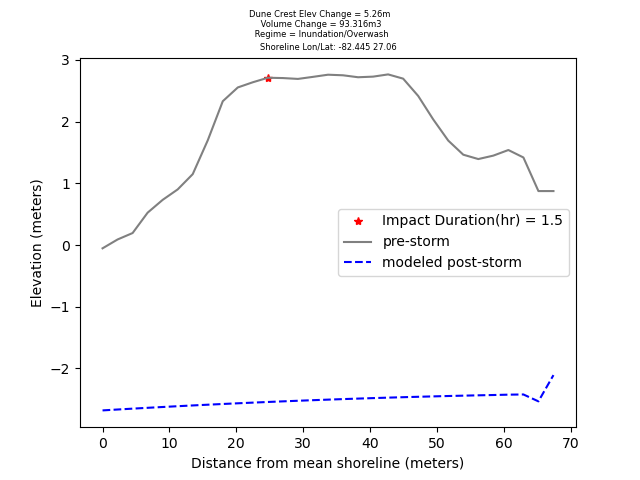 Dune Crest Elev Change = 5.26m
Volume Change = 93.316m3
Regime = Inundation/Overwash
Shoreline Lon/Lat: -82.445 27.06
3
2
1
0
−1
−2
Elevation (meters)
Impact Duration(hr) = 1.5
pre-storm
modeled post-storm
0 10 20 30 40 50 60 70
Distance from mean shoreline (meters)